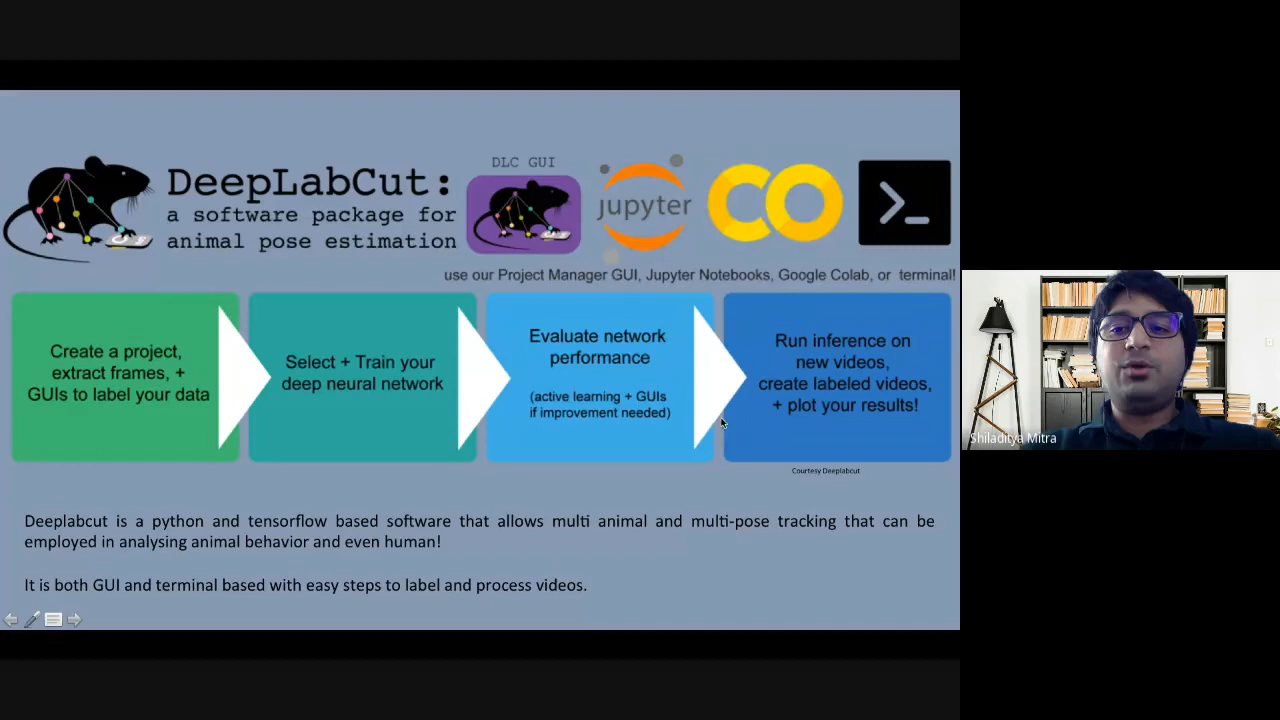 DeepLabCut:
a software package for
animal pose estimation
DLC GUI
jupyter
CO
>_
use our Project Manager GUI, Jupyter Notebooks, Google Colab, or terminal!
Create a project,
extract frames, +
GUIs to label your data
Select + Train your
deep neural network
Evaluate network
performance
(active learning + GUIs
if improvement needed)
Run inference on
new videos,
create labeled videos,
+ plot your results!
Courtesy Deeplabcut
Deeplabcut is a python and tensorflow based software that allows multi animal and multi-pose tracking that can be
employed in analysing animal behavior and even human!
It is both GUI and terminal based with easy steps to label and process videos.
Shiladitya Mitra